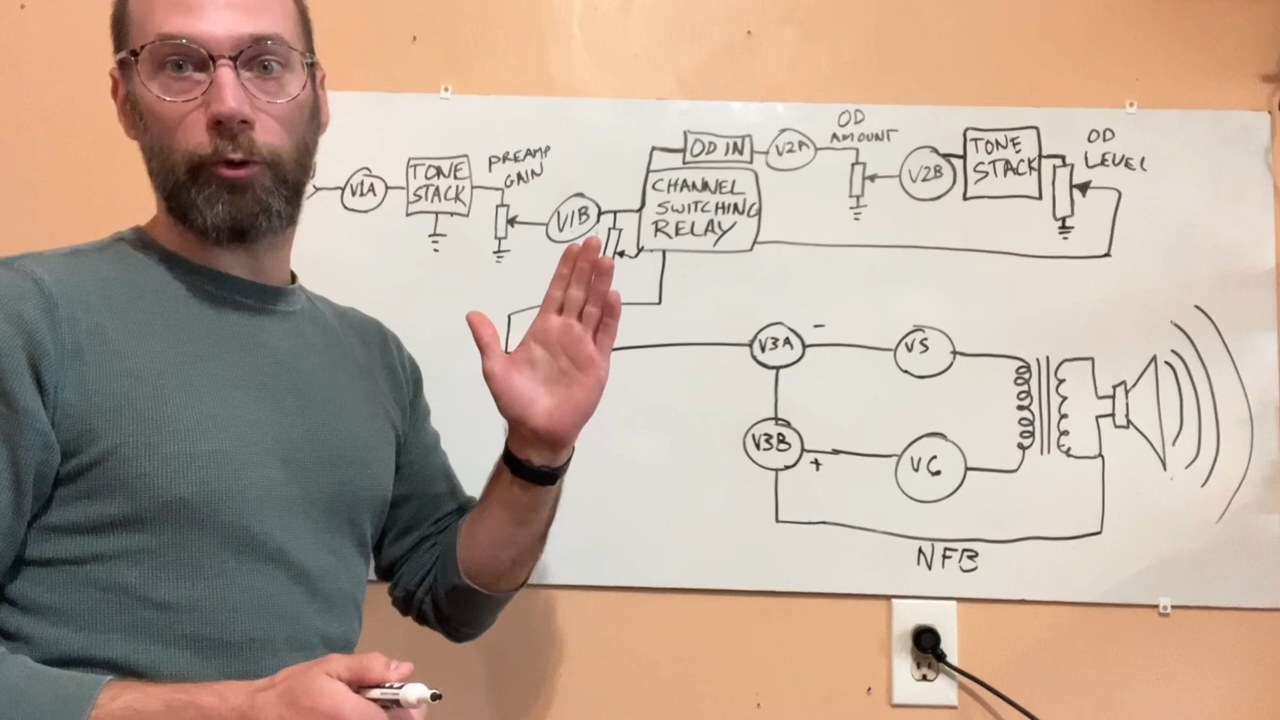 V1A
TONE
STACK
PREAMP
GAIN
V1B
OD IN
CHANNEL
SWITCHING
RELAY
V2A
OD
AMOUNT
V2B
TONE
STACK
OD
LEVEL
V3A
-
V5
V3B
+
V6
NFB